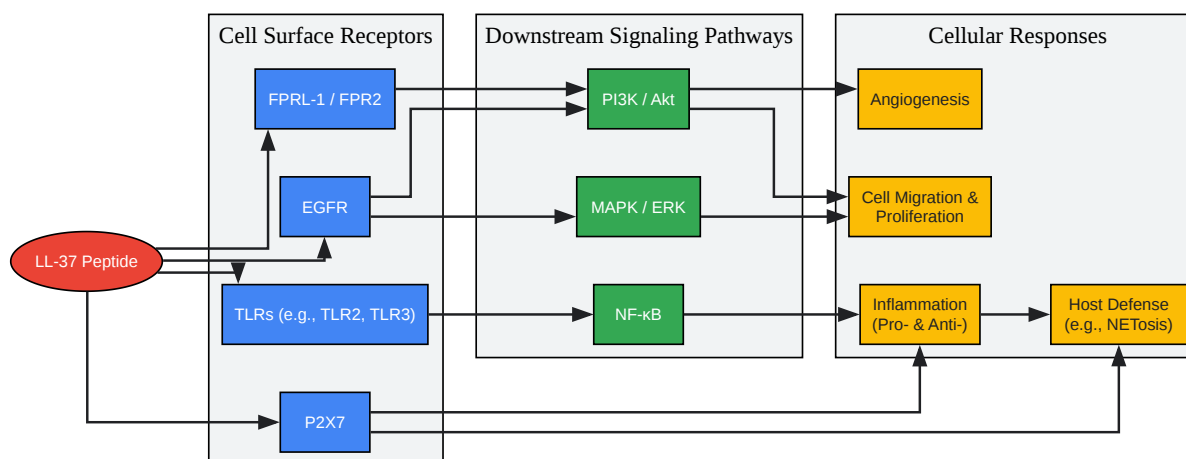 Cell Surface Receptors
Downstream Signaling Pathways
Cellular Responses
FPRL-1 / FPR2
PI3K / Akt
Angiogenesis
EGFR
MAPK / ERK
Cell Migration &
Proliferation
LL-37 Peptide
TLRs (e.g., TLR2, TLR3)
NF-κB
Inflammation
(Pro- & Anti-)
Host Defense
(e.g., NETosis)
P2X7